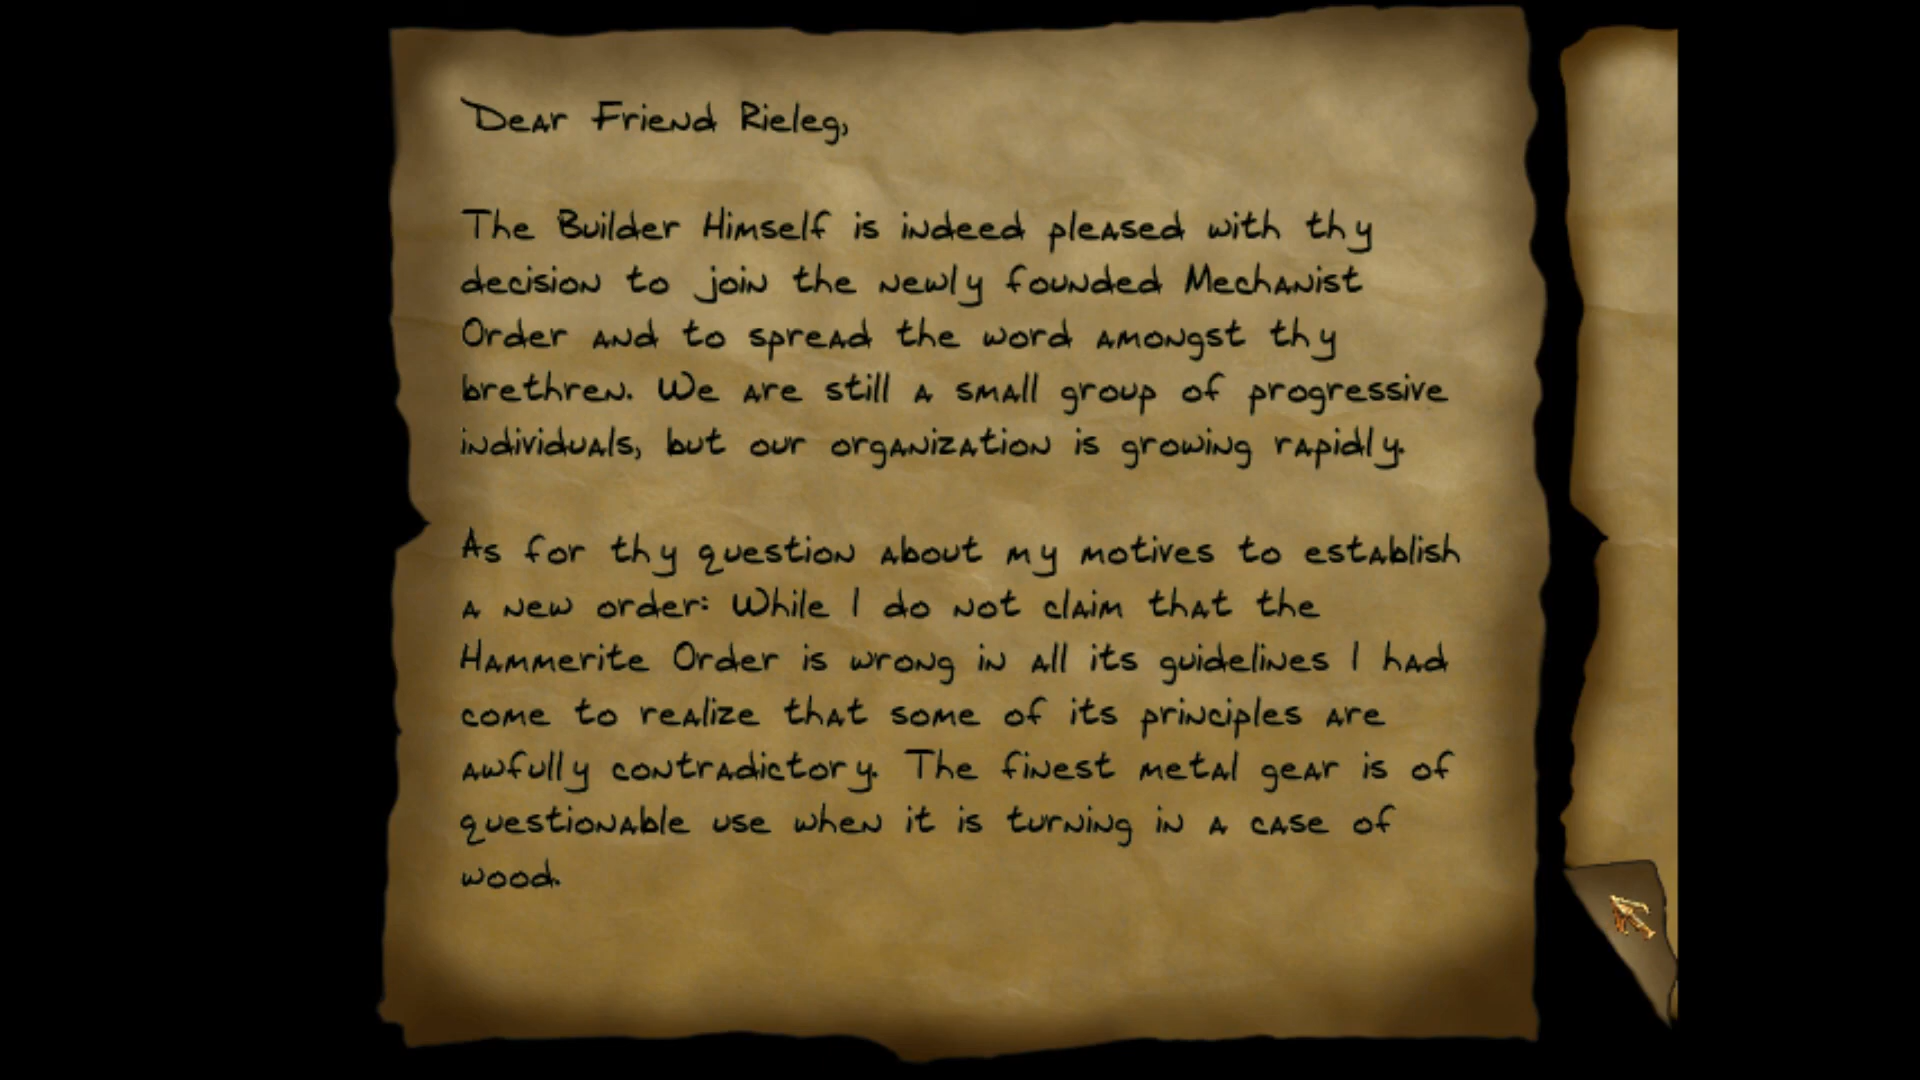 Dear Friend Rieleg,
The Builder Himself is indeed pleased with thy
decision to join the newly founded Mechanist
Order and to spread the word amongst thy
brethren. We are still a small group of progressive
individuals, but our organization is growing rapidly.
As for thy question about my motives to establish
a new order: While I do not claim that the
Hammerite Order is wrong in all its guidelines I had
come to realize that some of its principles are
awfully contradictory. The finest metal gear is of
questionable use when it is turning in a case of
wood.